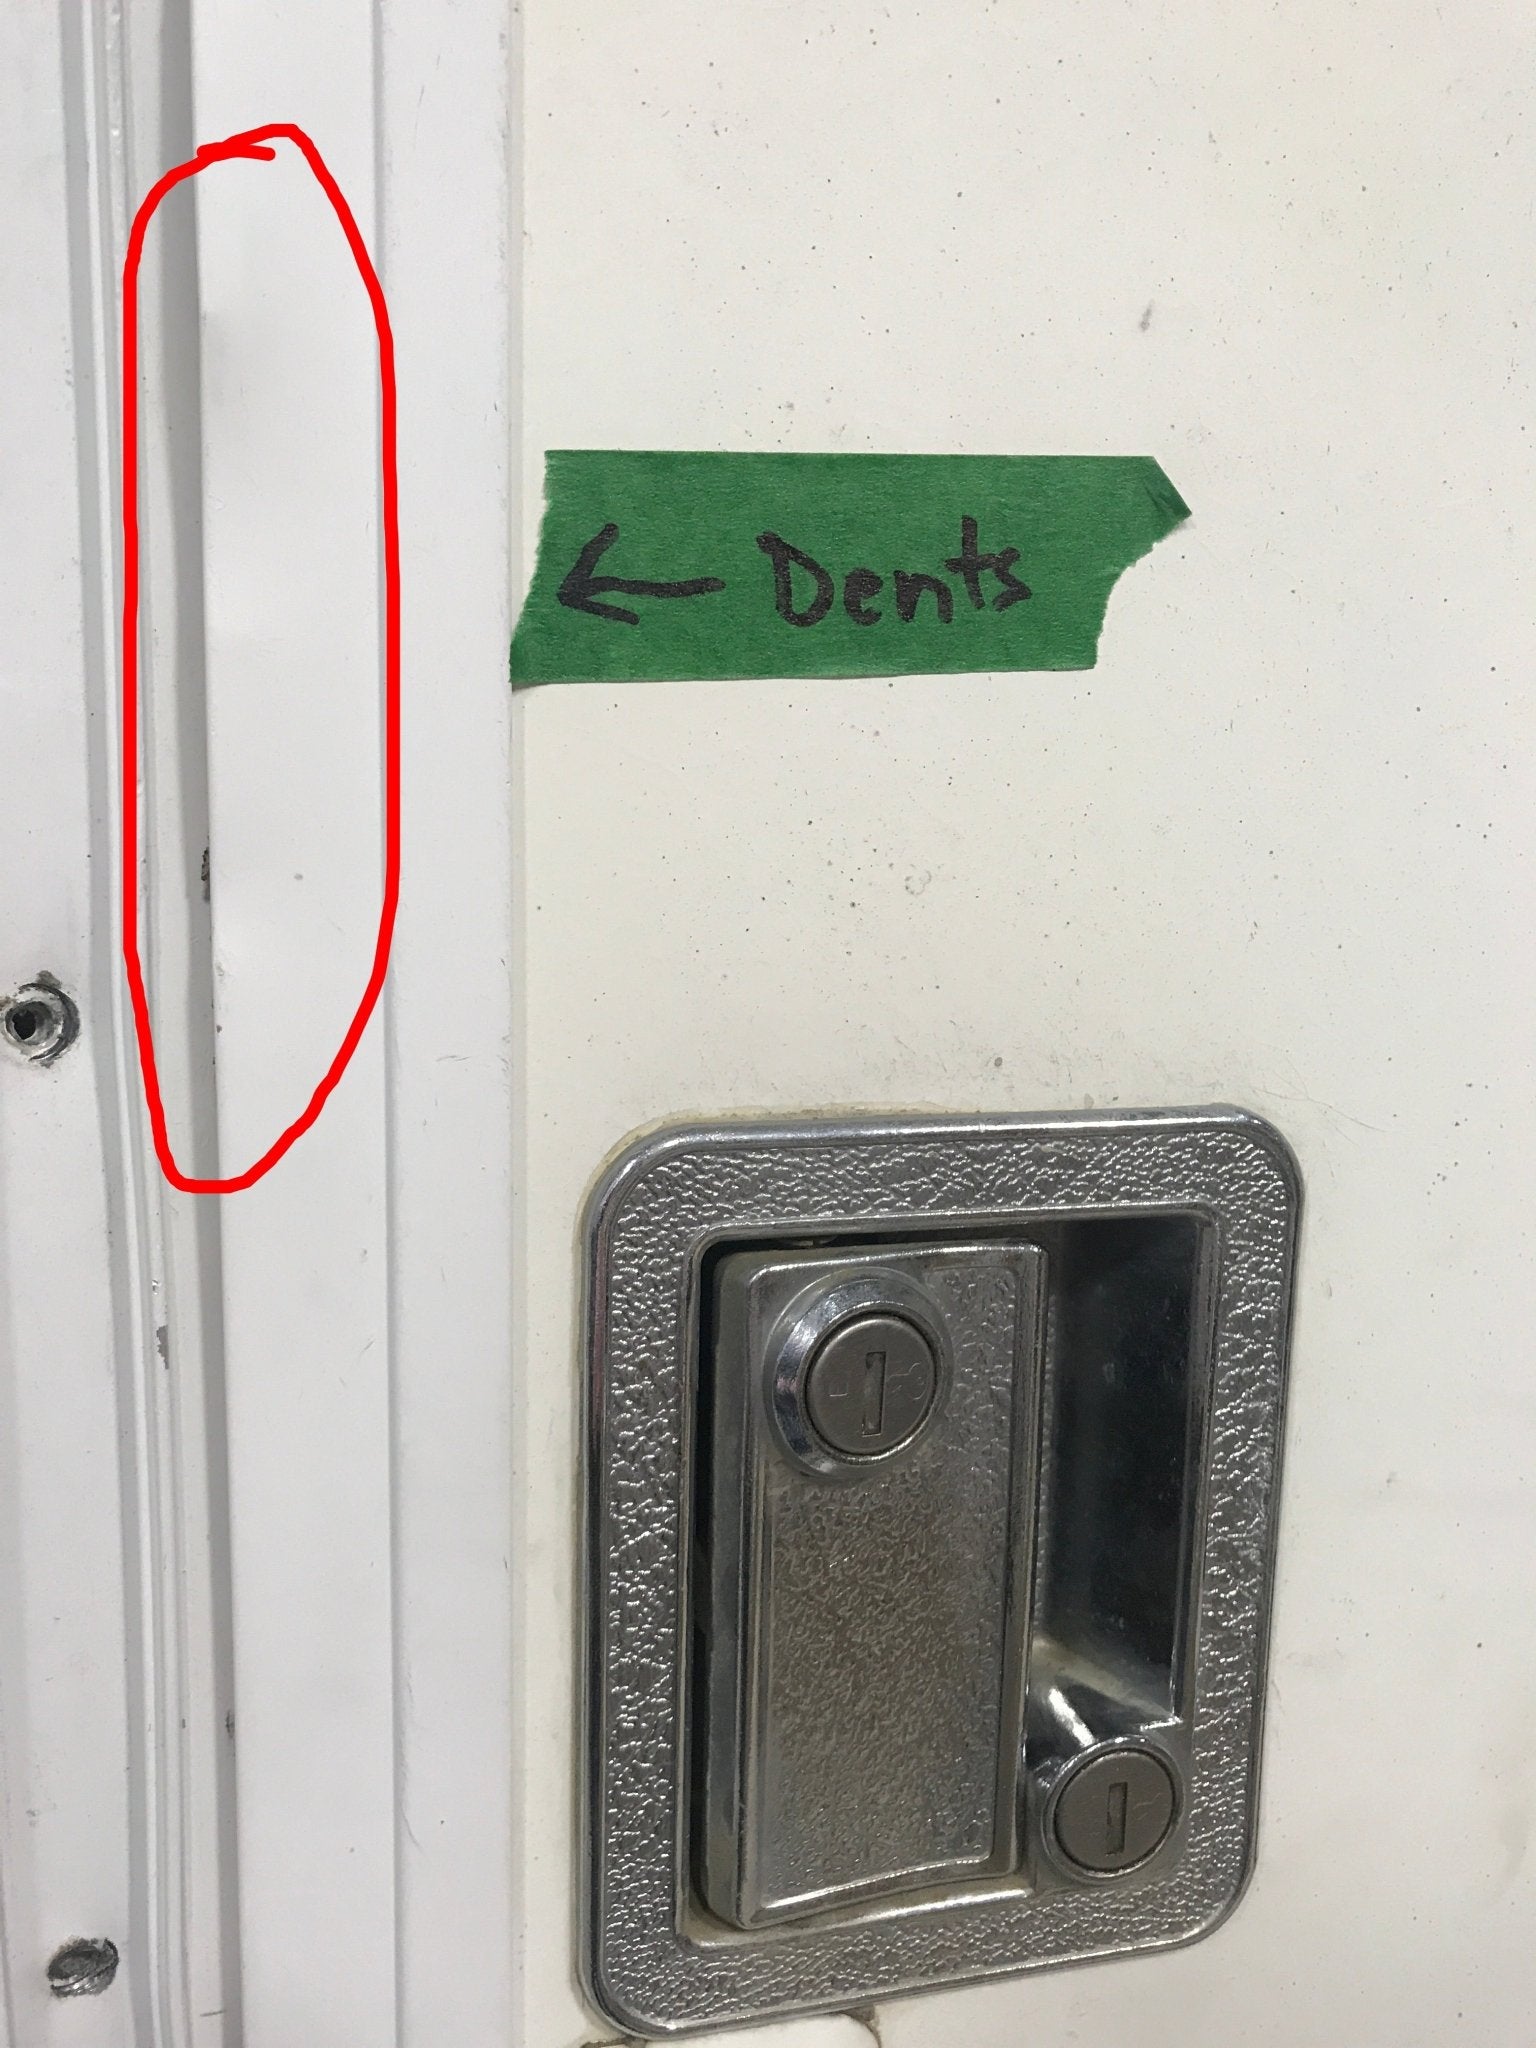 ← Dents